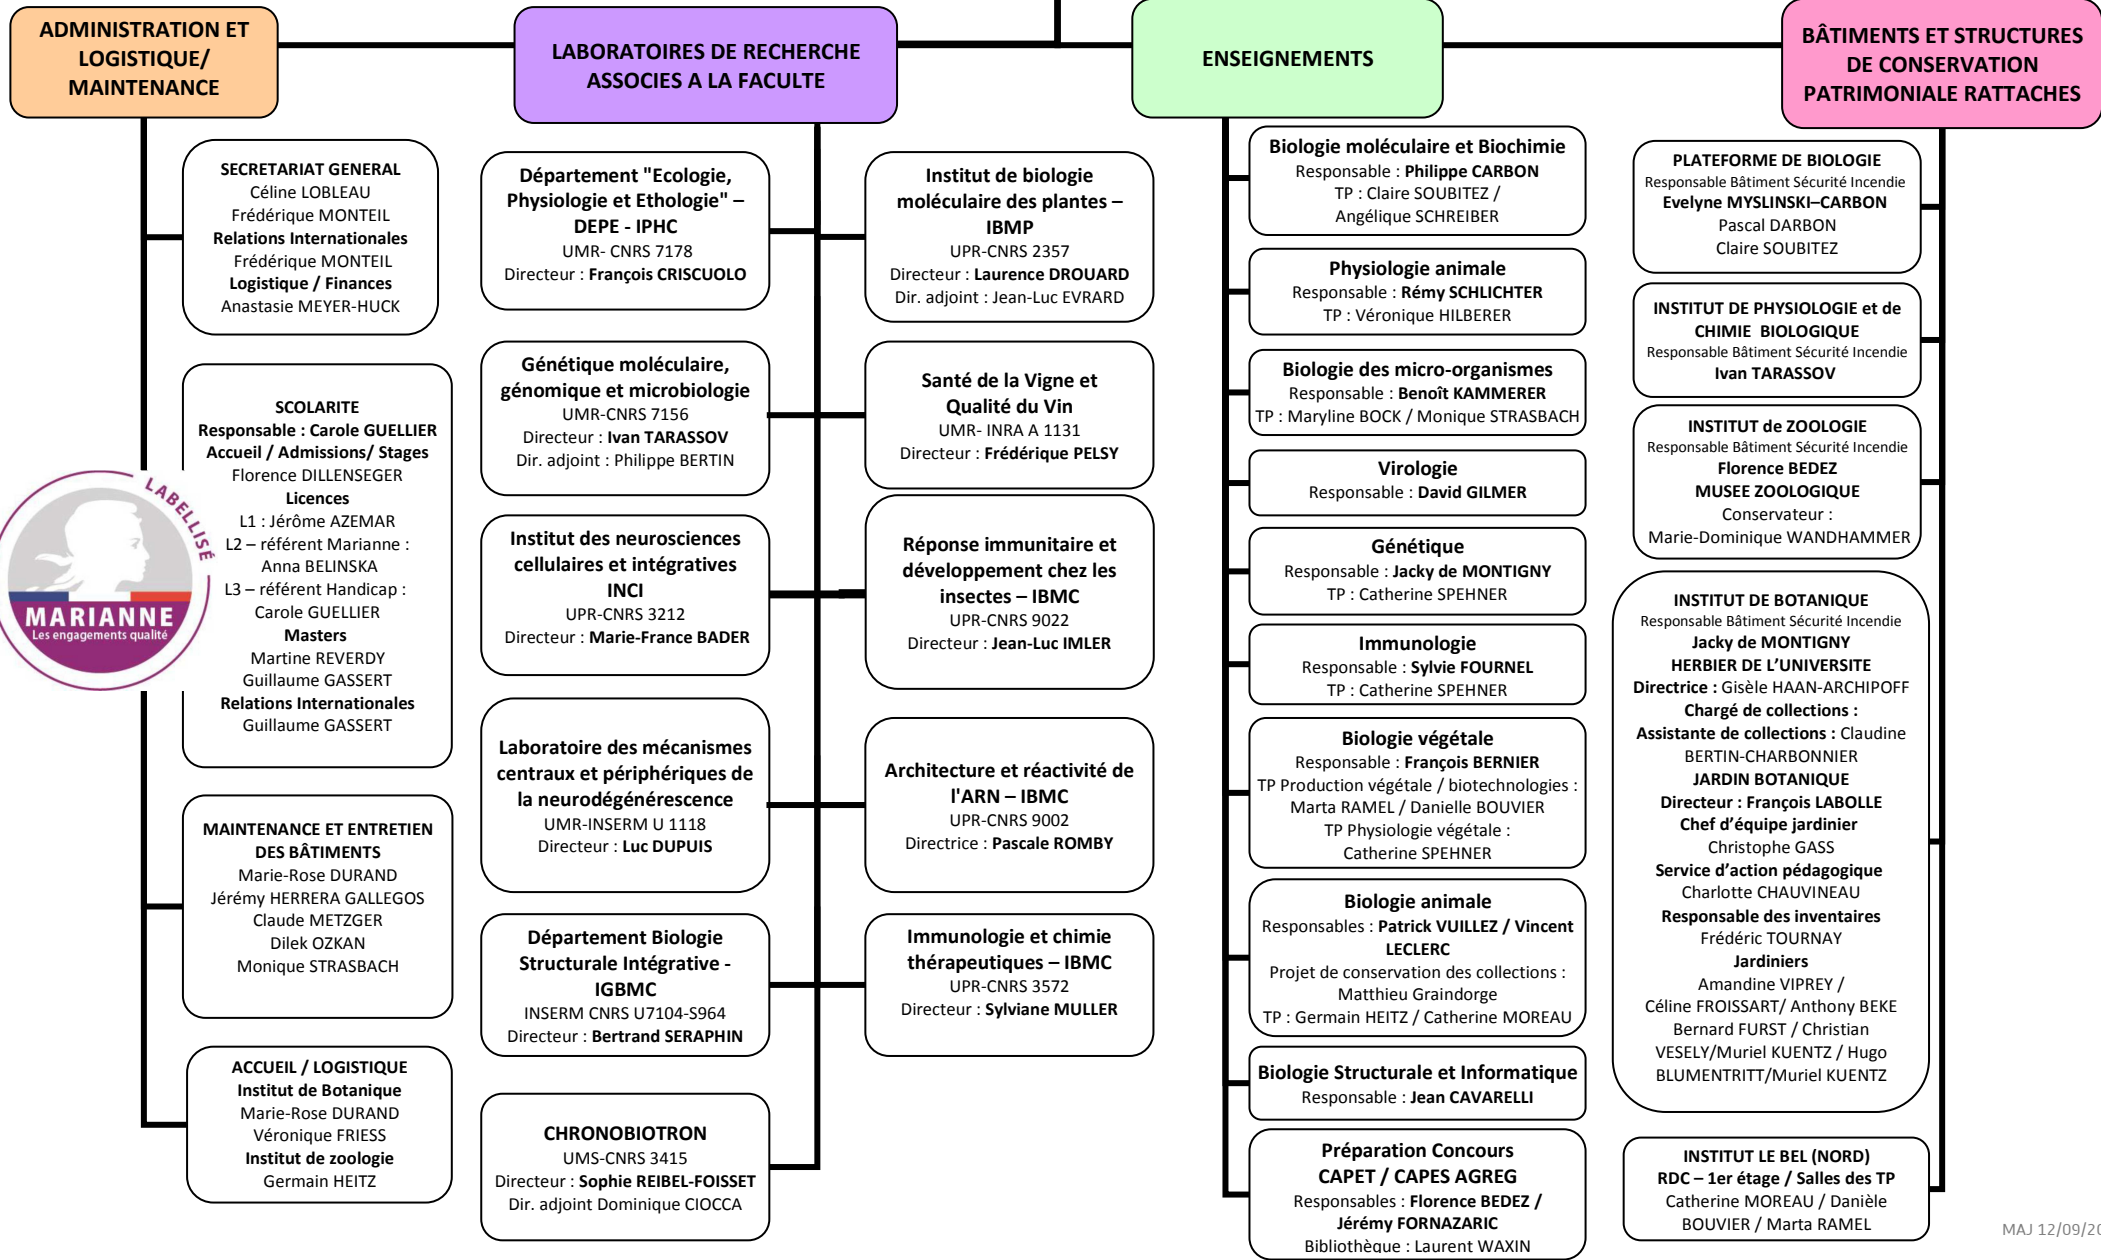 ADMINISTRATION ET
LOGISTIQUE/
MAINTENANCE
LABORATOIRES DE RECHERCHE
ASSOCIES A LA FACULTE
ENSEIGNEMENTS
BÂTIMENTS ET STRUCTURES
DE CONSERVATION
PATRIMONIALE RATTACHES
SECRETARIAT GENERAL
Céline LOBLEAU
Frédérique MONTEIL
Relations Internationales
Frédérique MONTEIL
Logistique / Finances
Anastasie MEYER-HUCK
SCOLARITE
Responsable : Carole GUELLIER
Accueil / Admissions/ Stages
Florence DILLENSEGER
Licences
L1 : Jérôme AZEMAR
L2 – référent Marianne :
Anna BELINSKA
L3 – référent Handicap :
Carole GUELLIER
Masters
Martine REVERDY
Guillaume GASSERT
Relations Internationales
Guillaume GASSERT
LABELLISÉ
MARIANNE
Les engagements qualité
MAINTENANCE ET ENTRETIEN
DES BÂTIMENTS
Marie-Rose DURAND
Jérémy HERRERA GALLEGOS
Claude METZGER
Dilek OZKAN
Monique STRASBACH
ACCUEIL / LOGISTIQUE
Institut de Botanique
Marie-Rose DURAND
Véronique FRIESS
Institut de zoologie
Germain HEITZ
Département "Ecologie,
Physiologie et Ethologie" –
DEPE - IPHC
UMR- CNRS 7178
Directeur : François CRISCUOLO
Génétique moléculaire,
génomique et microbiologie
UMR-CNRS 7156
Directeur : Ivan TARASSOV
Dir. adjoint : Philippe BERTIN
Institut des neurosciences
cellulaires et intégratives
INCI
UPR-CNRS 3212
Directeur : Marie-France BADER
Laboratoire des mécanismes
centraux et périphériques de
la neurodégénérescence
UMR-INSERM U 1118
Directeur : Luc DUPUIS
Département Biologie
Structurale Intégrative -
IGBMC
INSERM CNRS U7104-S964
Directeur : Bertrand SERAPHIN
CHRONOBIOTRON
UMS-CNRS 3415
Directeur : Sophie REIBEL-FOISSET
Dir. adjoint Dominique CIOCCA
Institut de biologie
moléculaire des plantes –
IBMP
UPR-CNRS 2357
Directeur : Laurence DROUARD
Dir. adjoint : Jean-Luc EVRARD
Santé de la Vigne et
Qualité du Vin
UMR- INRA A 1131
Directeur : Frédérique PELSY
Réponse immunitaire et
développement chez les
insectes – IBMC
UPR-CNRS 9022
Directeur : Jean-Luc IMLER
Architecture et réactivité de
l'ARN – IBMC
UPR-CNRS 9002
Directrice : Pascale ROMBY
Immunologie et chimie
thérapeutiques – IBMC
UPR-CNRS 3572
Directeur : Sylviane MULLER
Biologie moléculaire et Biochimie
Responsable : Philippe CARBON
TP : Claire SOUBITEZ /
Angélique SCHREIBER
Physiologie animale
Responsable : Rémy SCHLICHTER
TP : Véronique HILBERER
Biologie des micro-organismes
Responsable : Benoît KAMMERER
TP : Maryline BOCK / Monique STRASBACH
Virologie
Responsable : David GILMER
Génétique
Responsable : Jacky de MONTIGNY
TP : Catherine SPEHNER
Immunologie
Responsable : Sylvie FOURNEL
TP : Catherine SPEHNER
Biologie végétale
Responsable : François BERNIER
TP Production végétale / biotechnologies :
Marta RAMEL / Danielle BOUVIER
TP Physiologie végétale :
Catherine SPEHNER
Biologie animale
Responsables : Patrick VUILLEZ / Vincent
LECLERC
Projet de conservation des collections :
Matthieu Graindorge
TP : Germain HEITZ / Catherine MOREAU
Biologie Structurale et Informatique
Responsable : Jean CAVARELLI
Préparation Concours
CAPET / CAPES AGREG
Responsables : Florence BEDEZ /
Jérémy FORNAZARIC
Bibliothèque : Laurent WAXIN
PLATEFORME DE BIOLOGIE
Responsable Bâtiment Sécurité Incendie
Evelyne MYSLINSKI–CARBON
Pascal DARBON
Claire SOUBITEZ
INSTITUT DE PHYSIOLOGIE et de
CHIMIE BIOLOGIQUE
Responsable Bâtiment Sécurité Incendie
Ivan TARASSOV
INSTITUT de ZOOLOGIE
Responsable Bâtiment Sécurité Incendie
Florence BEDEZ
MUSEE ZOOLOGIQUE
Conservateur :
Marie-Dominique WANDHAMMER
INSTITUT DE BOTANIQUE
Responsable Bâtiment Sécurité Incendie
Jacky de MONTIGNY
HERBIER DE L’UNIVERSITE
Directrice : Gisèle HAAN-ARCHIPOFF
Chargé de collections :
Assistante de collections : Claudine
BERTIN-CHARBONNIER
JARDIN BOTANIQUE
Directeur : François LABOLLE
Chef d’équipe jardinier
Christophe GASS
Service d’action pédagogique
Charlotte CHAUVINEAU
Responsable des inventaires
Frédéric TOURNAY
Jardiniers
Amandine VIPREY /
Céline FROISSART/ Anthony BEKE
Bernard FURST / Christian
VESELY/Muriel KUENTZ / Hugo
BLUMENTRITT/Muriel KUENTZ
INSTITUT LE BEL (NORD)
RDC – 1er étage / Salles des TP
Catherine MOREAU / Danièle
BOUVIER / Marta RAMEL
MAJ 12/09/20